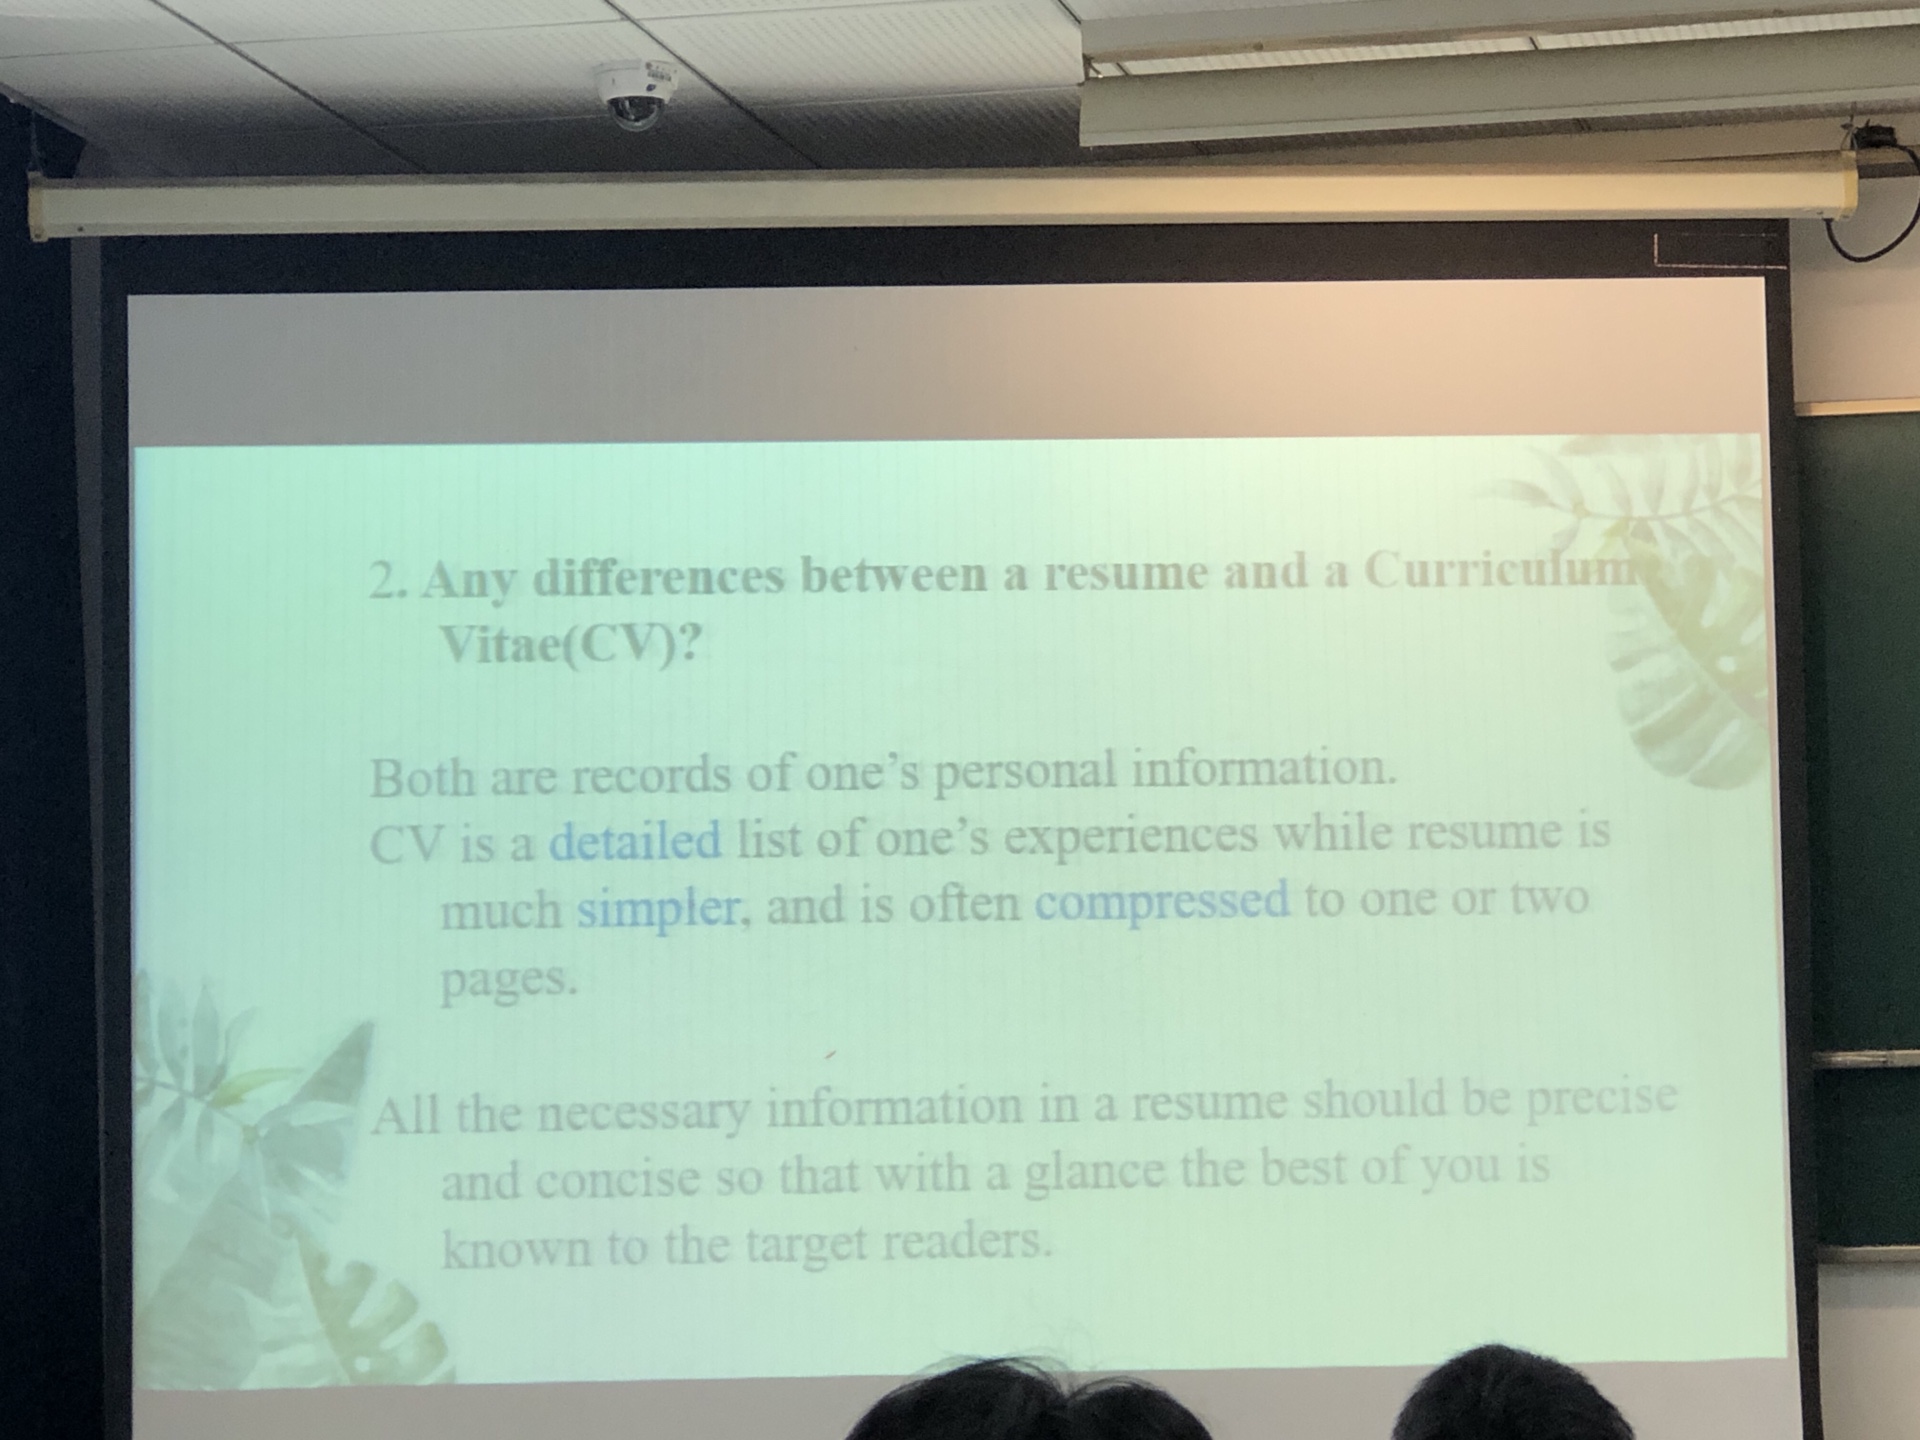 2. Any differences between a resume and a Curriculum
Vitae(CV)?
Both are records of one’s personal information.
CV is a detailed list of one’s experiences while resume is
much simpler, and is often compressed to one or two
pages.
All the necessary information in a resume should be precise
and concise so that with a glance the best of you is
known to the target readers.